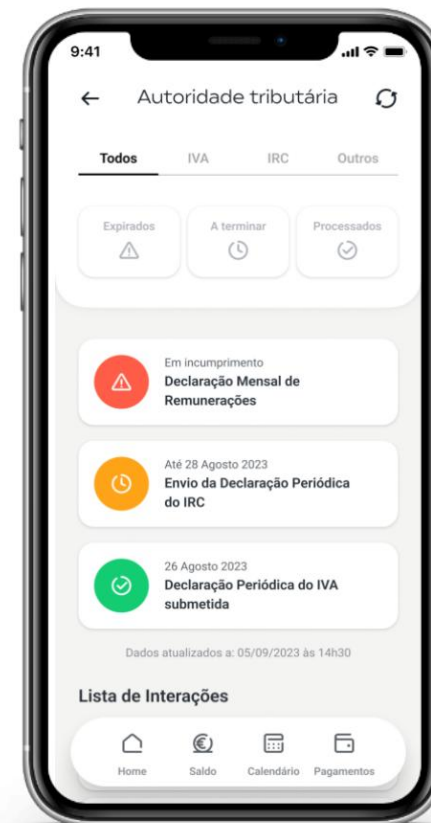 9:41
Autoridade tributária
Todos IVA IRC Outros
Expirados A terminar Processados
Em incumprimento
Declaração Mensal de
Remunerações
Até 28 Agosto 2023
Envio da Declaração Periódica
do IRC
26 Agosto 2023
Declaração Periódica do IVA
submetida
Dados atualizados a: 05/09/2023 às 14h30
Lista de Interações
Home Saldo Calendário Pagamentos